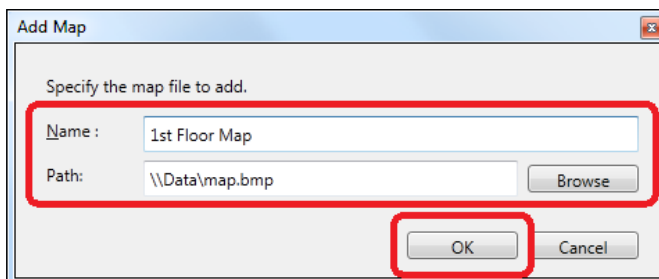 Add Map
Specify the map file to add.
Name : 1st Floor Map
Path: \\Data\map.bmp Browse
OK Cancel